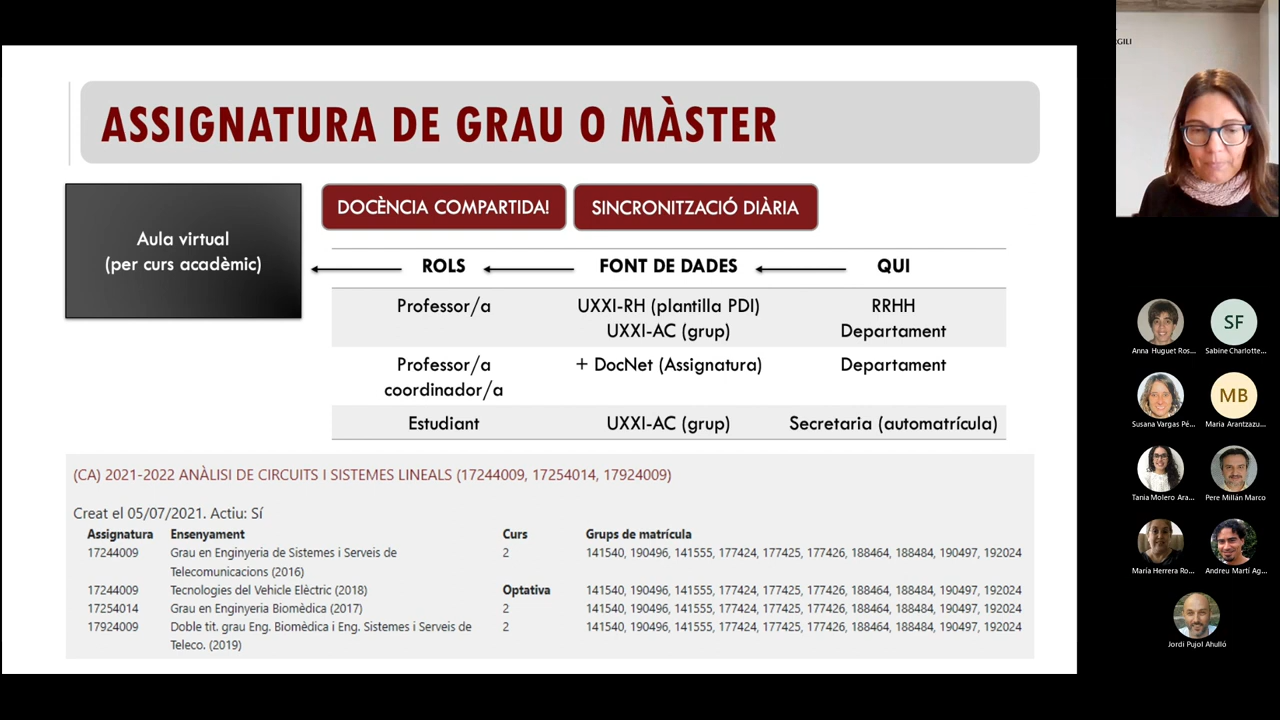 ASSIGNATURA DE GRAU O MÀSTER
Aula virtual
(per curs acadèmic)
DOCÈNCIA COMPARTIDA!
SINCRONITZACIÓ DIÀRIA
ROLS FONT DE DADES QUI
Professor/a UXXI-RH (plantilla PDI) RRHH
UXXI-AC (grup) Departament
Professor/a + DocNet (Assignatura) Departament
coordinador/a
Estudiant UXXI-AC (grup) Secretaria (automatrícula)
(CA) 2021-2022 ANÀLISI DE CIRCUITS I SISTEMES LINEALS (17244009, 17254014, 17924009)
Creat el 05/07/2021. Actiu: Sí
Assignatura Ensenyament Curs Grups de matrícula
17244009 Grau en Enginyeria de Sistemes i Serveis de 2 141540, 190496, 141555, 177424, 177425, 177426, 188464, 188484, 190497, 192024
Telecomunicacions (2016)
17244009 Tecnologies del Vehicle Elèctric (2018) Optativa 141540, 190496, 141555, 177424, 177425, 177426, 188464, 188484, 190497, 192024
17254014 Grau en Enginyeria Biomèdica (2017) 2 141540, 190496, 141555, 177424, 177425, 177426, 188464, 188484, 190497, 192024
17924009 Doble tit. grau Eng. Biomèdica i Eng. Sistemes i Serveis de 2 141540, 190496, 141555, 177424, 177425, 177426, 188464, 188484, 190497, 192024
Teleco. (2019)
GILI
SF
Anna Huguet Ros... Sabine Charlotte...
MB
Susana Vargas Pé... Maria Arantzazu...
Tania Molero Ara... Pere Millán Marco
María Herrera Ro... Andreu Martí Ag...
Jordi Pujol Ahulló